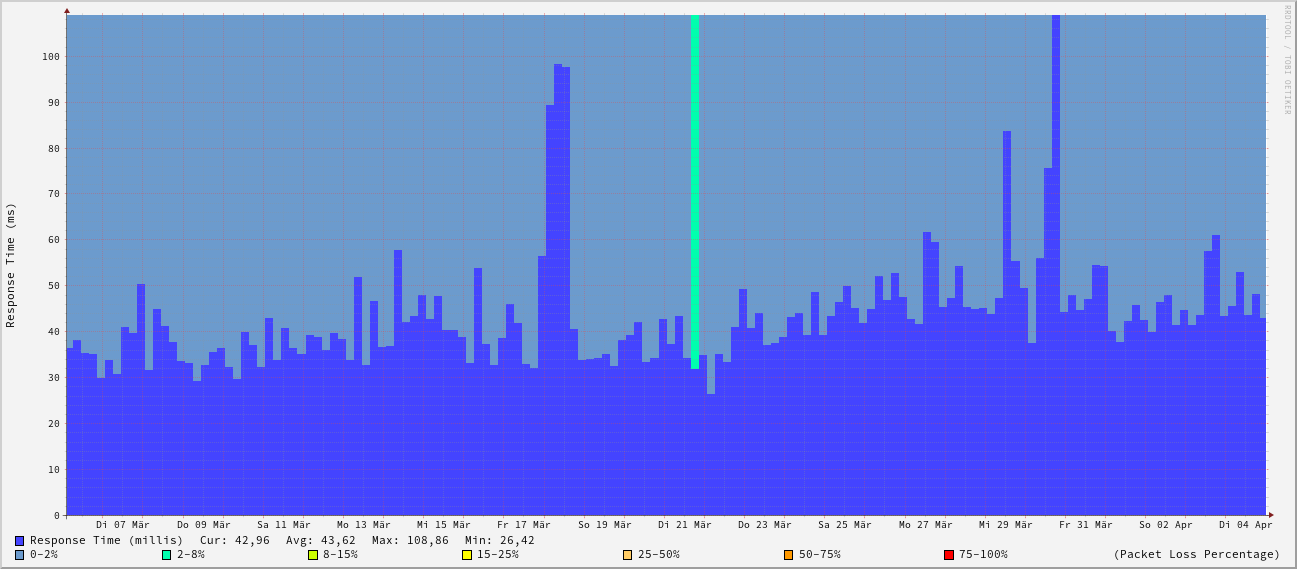 RRDTOOL / TOBI OETIKER
Response Time (ms)
100
90
80
70
60
50
40
30
20
10
0
Di 07 Mär Do 09 Mär Sa 11 Mär Mo 13 Mär Mi 15 Mär Fr 17 Mär So 19 Mär Di 21 Mär Do 23 Mär Sa 25 Mär Mo 27 Mär Mi 29 Mär Fr 31 Mär So 02 Apr Di 04 Apr
Response Time (millis) Cur: 42,96 Avg: 43,62 Max: 108,86 Min: 26,42
0-2% 2-8% 8-15% 15-25% 25-50% 50-75% 75-100% (Packet Loss Percentage)